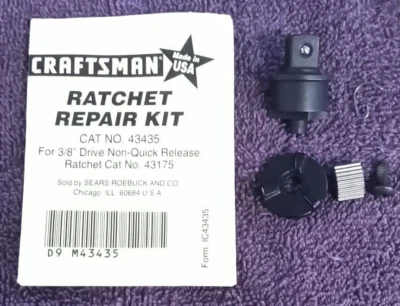 CRAFTSMAN
Made in
USA
RATCHET
REPAIR KIT
CAT NO. 43435
For 3/8" Drive Non-Quick Release
Ratchet Cat No. 43175
Sold by SEARS ROEBUCK AND CO
Chicago, ILL. 60684 U.S.A
D9 M43435
Form IC43435